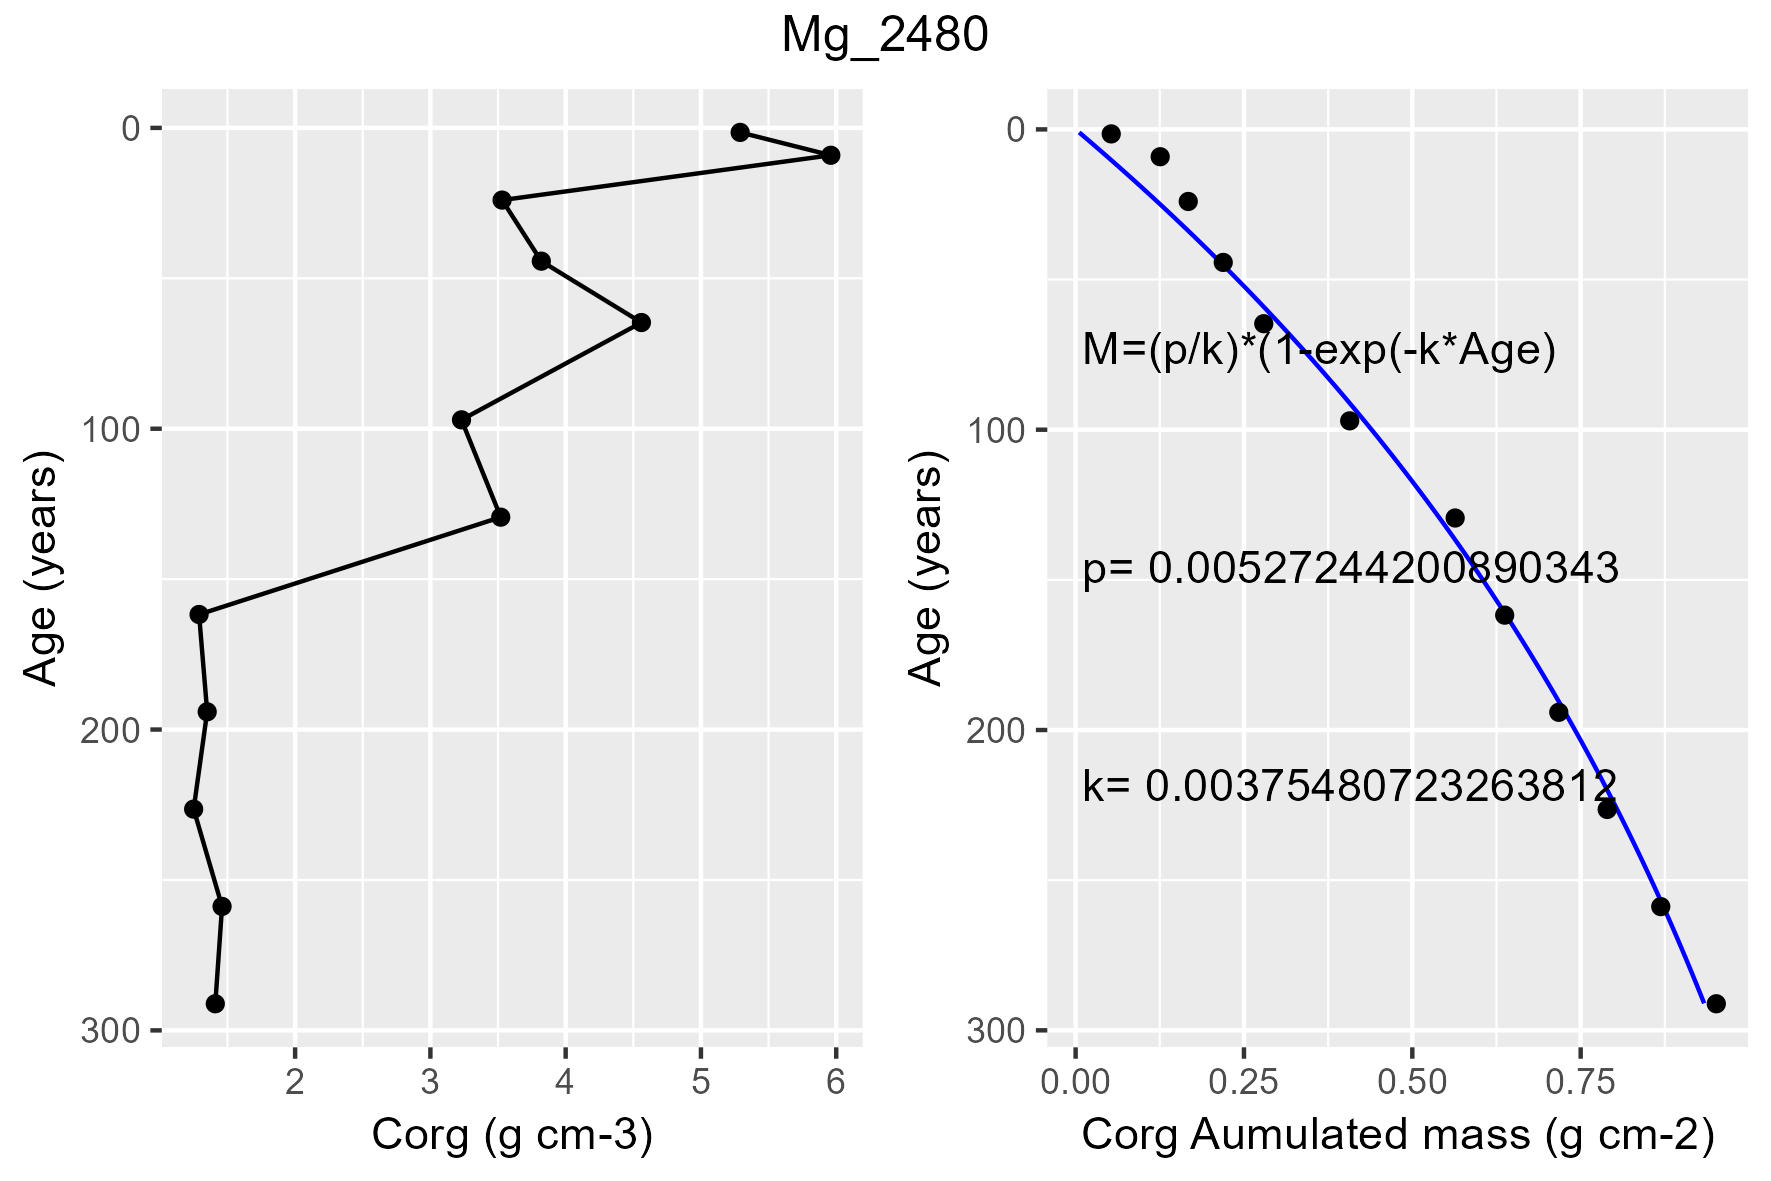 Mg_2480
0
100
200
300
Age (years)
2 3 4 5 6
Corg (g cm-3)
0
100
200
300
Age (years)
M=(p/k)*(1-exp(-k*Age)
p= 0.00527244200890343
k= 0.00375480723263812
0.00 0.25 0.50 0.75
Corg Aumulated mass (g cm-2)